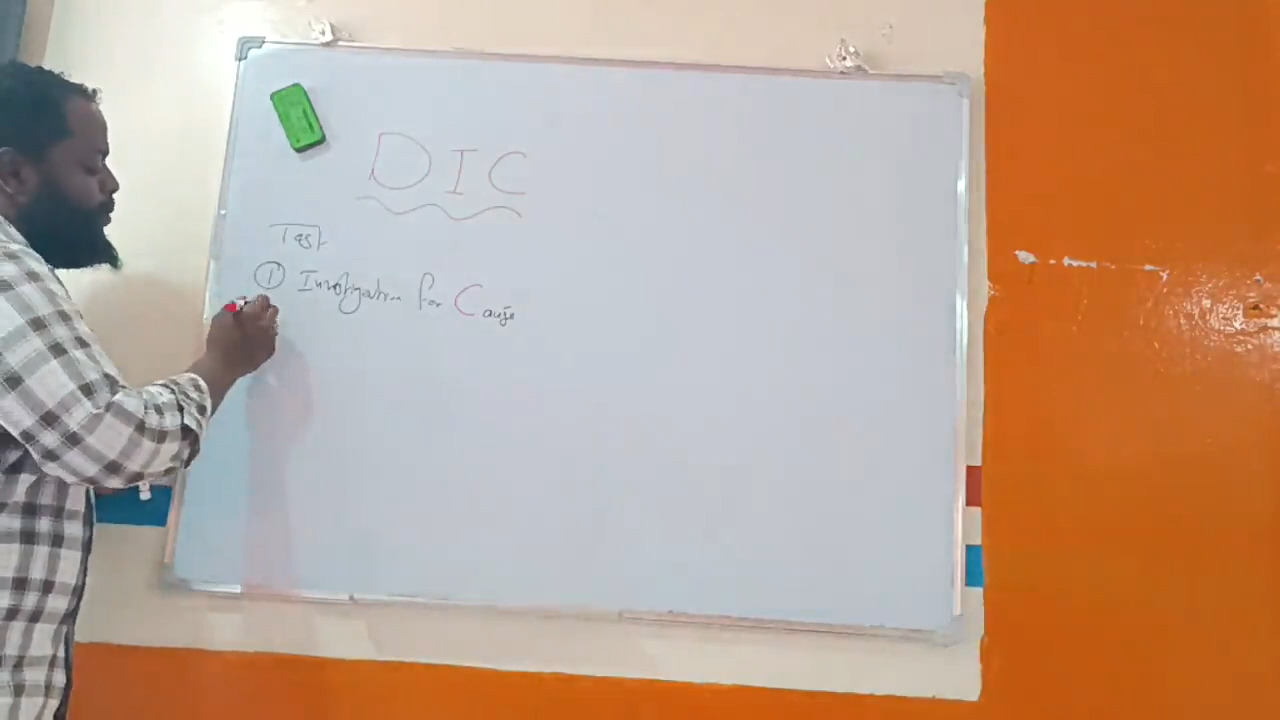 DIC
Test
① Investigation for Cause